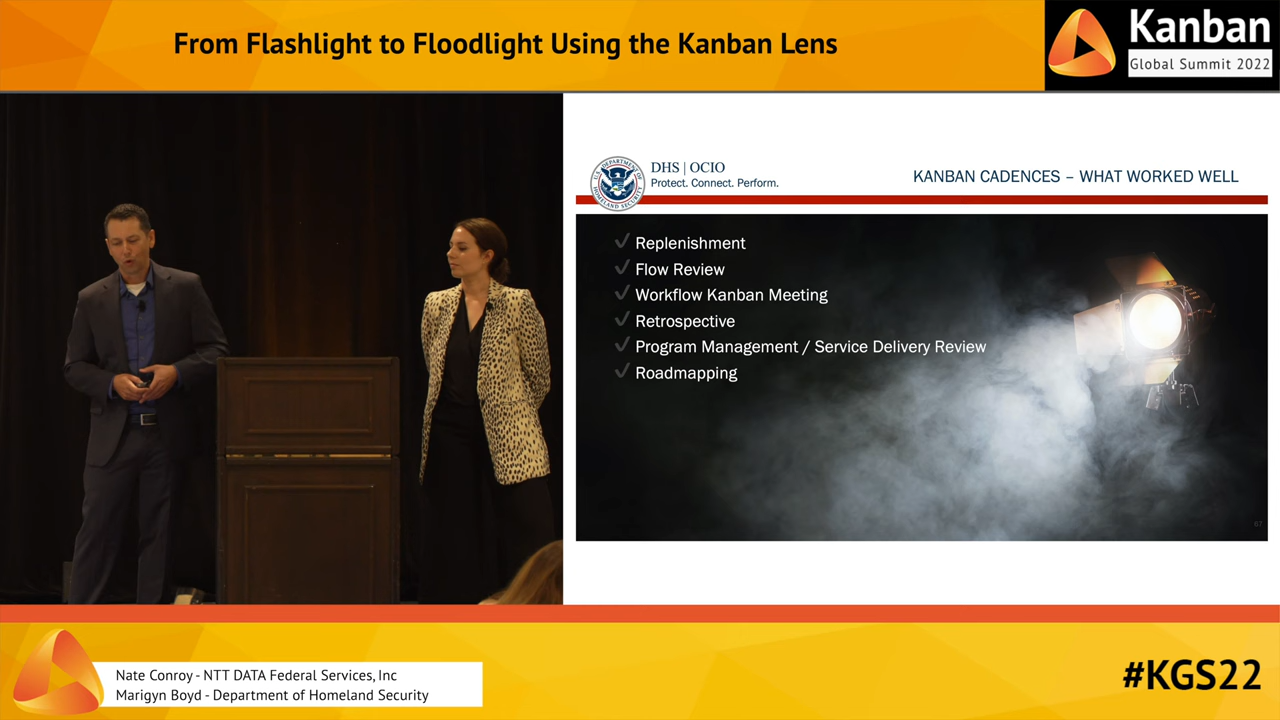 From Flashlight to Floodlight Using the Kanban Lens
Kanban
Global Summit 2022
DHS | OCIO
Protect. Connect. Perform.
KANBAN CADENCES – WHAT WORKED WELL
Replenishment
Flow Review
Workflow Kanban Meeting
Retrospective
Program Management / Service Delivery Review
Roadmapping
67
Nate Conroy - NTT DATA Federal Services, Inc
Marigyn Boyd - Department of Homeland Security
#KGS22